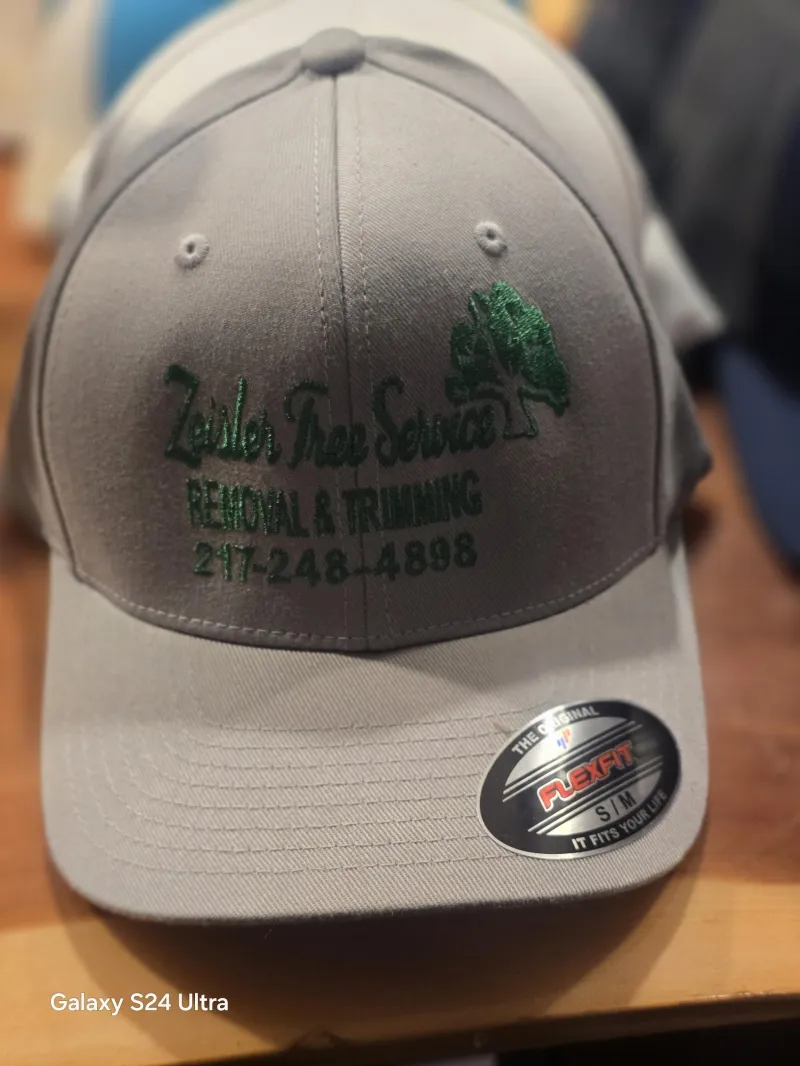 Zeisler Tree Service
REMOVAL & TRIMMING
217-248-4898
THE ORIGINAL
FLEXFIT
S/M
IT FITS YOUR LIFE
Galaxy S24 Ultra